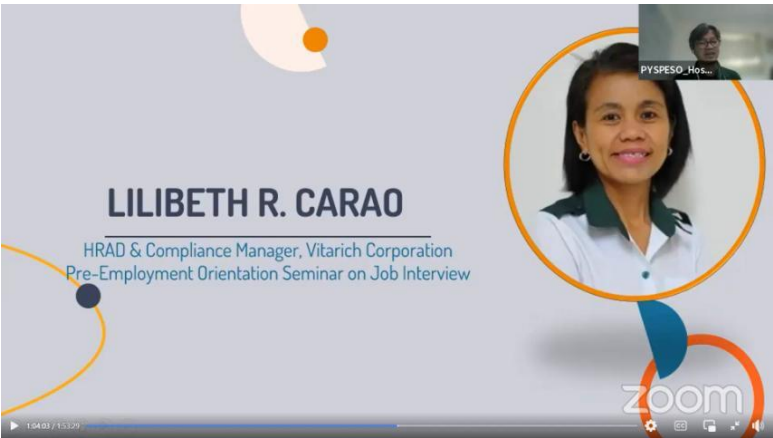 PYSPESO_Hos...
LILIBETH R. CARAO
HRAD & Compliance Manager, Vitarich Corporation
Pre-Employment Orientation Seminar on Job Interview
zoom
1:04:03 / 1:53:29
CC